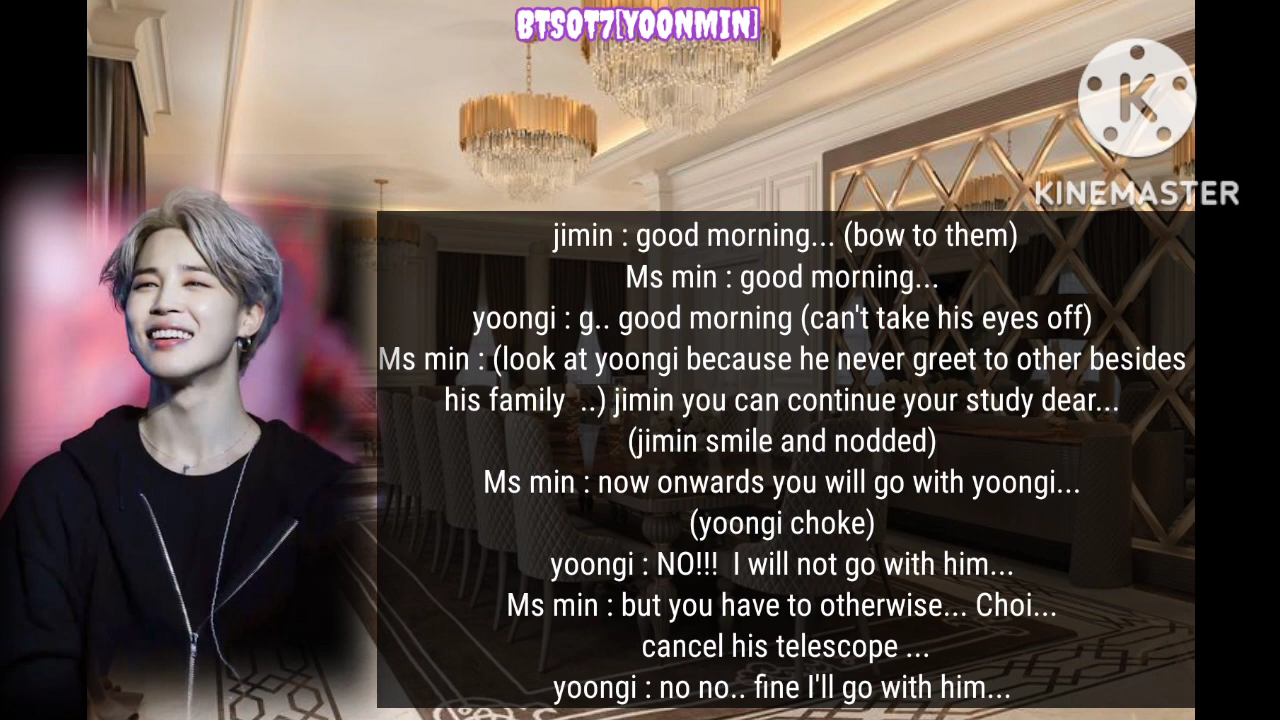 BTSOT7[YOONMIN]
K
KINEMASTER
jimin : good morning... (bow to them)
Ms min : good morning...
yoongi : g.. good morning (can't take his eyes off)
Ms min : (look at yoongi because he never greet to other besides
his family  ..) jimin you can continue your study dear...
(jimin smile and nodded)
Ms min : now onwards you will go with yoongi...
(yoongi choke)
yoongi : NO!!!  I will not go with him...
Ms min : but you have to otherwise... Choi...
cancel his telescope ...
yoongi : no no.. fine I'll go with him...